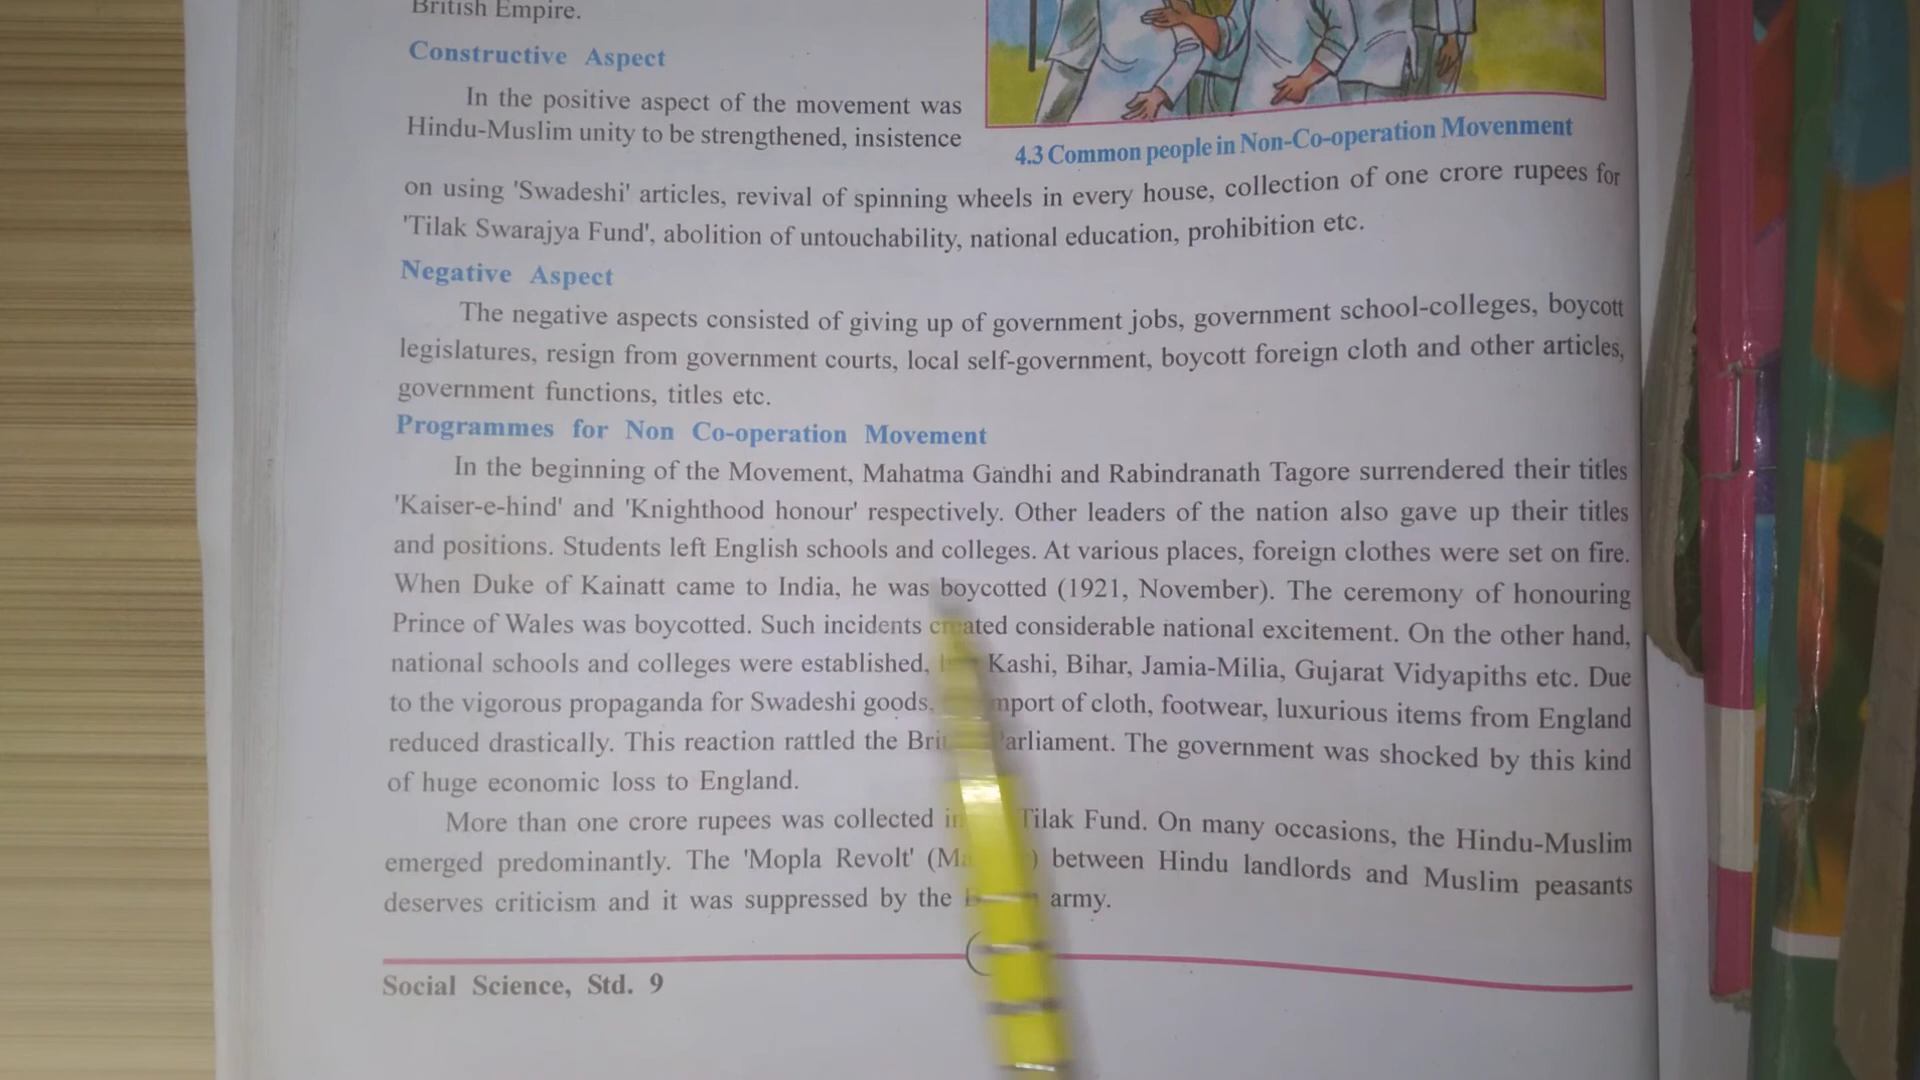 British Empire.
Constructive Aspect
In the positive aspect of the movement was
Hindu-Muslim unity to be strengthened, insistence
4.3 Common people in Non-Co-operation Movenment
on using 'Swadeshi' articles, revival of spinning wheels in every house, collection of one crore rupees for
'Tilak Swarajya Fund', abolition of untouchability, national education, prohibition etc.
Negative Aspect
The negative aspects consisted of giving up of government jobs, government school-colleges, boycott
legislatures, resign from government courts, local self-government, boycott foreign cloth and other articles,
government functions, titles etc.
Programmes for Non Co-operation Movement
In the beginning of the Movement, Mahatma Gandhi and Rabindranath Tagore surrendered their titles
'Kaiser-e-hind' and 'Knighthood honour' respectively. Other leaders of the nation also gave up their titles
and positions. Students left English schools and colleges. At various places, foreign clothes were set on fire.
When Duke of Kainatt came to India, he was boycotted (1921, November). The ceremony of honouring
Prince of Wales was boycotted. Such incidents created considerable national excitement. On the other hand,
national schools and colleges were established, Kashi, Bihar, Jamia-Milia, Gujarat Vidyapiths etc. Due
to the vigorous propaganda for Swadeshi goods, of cloth, footwear, luxurious items from England
reduced drastically. This reaction rattled the Parliament. The government was shocked by this kind
of huge economic loss to England.
More than one crore rupees was collected Tilak Fund. On many occasions, the Hindu-Muslim
emerged predominantly. The 'Mopla Revolt' between Hindu landlords and Muslim peasants
deserves criticism and it was suppressed by the army.
Social Science, Std. 9